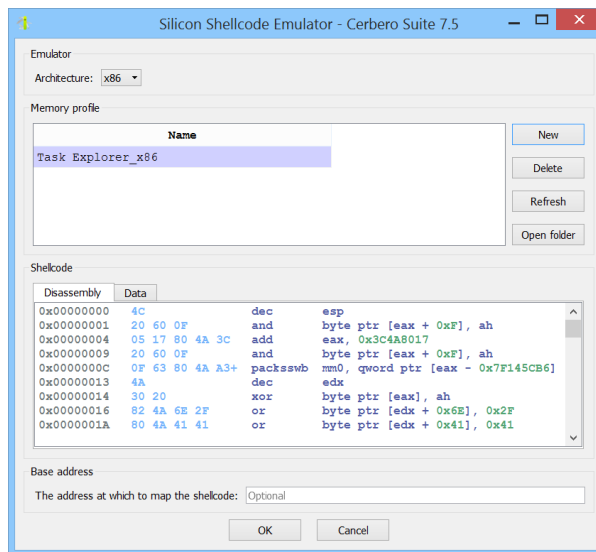 Silicon Shellcode Emulator - Cerbero Suite 7.5
Emulator
Architecture: x86
Memory profile
Name
Task Explorer_x86
New
Delete
Refresh
Open folder
Shellcode
Disassembly Data
0x00000000 4C dec esp
0x00000001 20 60 0F and byte ptr [eax + 0xF], ah
0x00000004 05 17 80 4A 3C add eax, 0x3C4A8017
0x00000009 20 60 0F and byte ptr [eax + 0xF], ah
0x0000000C 0F 63 80 4A A3+ packsswb mm0, qword ptr [eax - 0x7F145CB6]
0x00000013 4A dec edx
0x00000014 30 20 xor byte ptr [eax], ah
0x00000016 82 4A 6E 2F or byte ptr [edx + 0x6E], 0x2F
0x0000001A 80 4A 41 41 or byte ptr [edx + 0x41], 0x41
Base address
The address at which to map the shellcode: Optional
OK Cancel